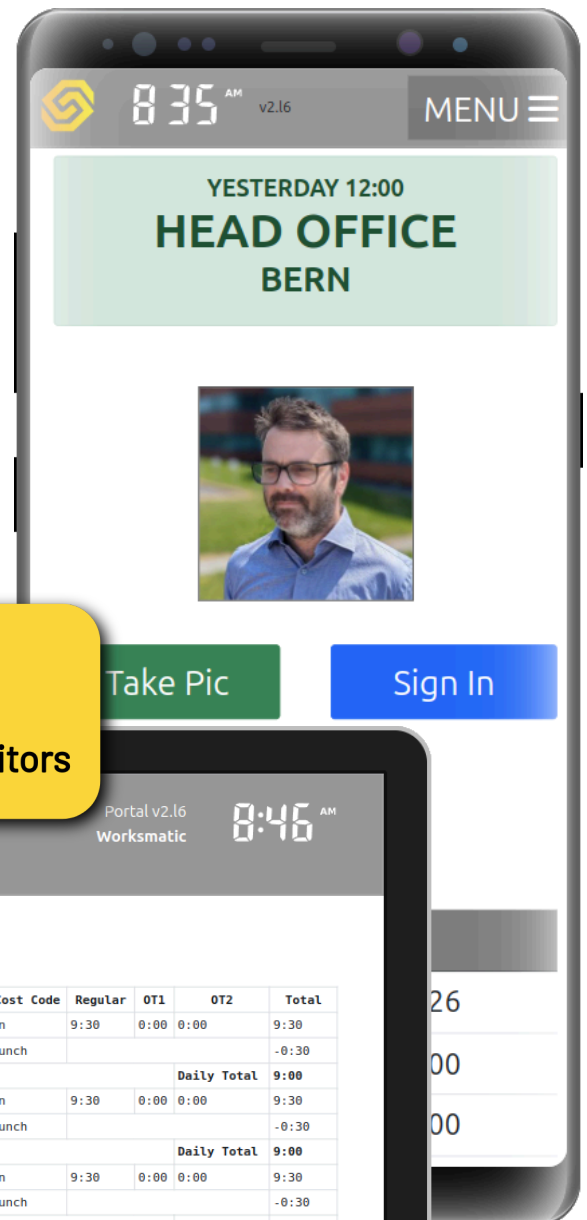 8 35 AM v2.l6 MENU
YESTERDAY 12:00
HEAD OFFICE
BERN
Take Pic Sign In
itors
Portal v2.l6
Worksmatic
8:46 AM
Cost Code Regular OT1 OT2 Total
n 9:30 0:00 0:00 9:30
unch -0:30
Daily Total 9:00
n 9:30 0:00 0:00 9:30
unch -0:30
Daily Total 9:00
n 9:30 0:00 0:00 9:30
unch -0:30
26
00
00